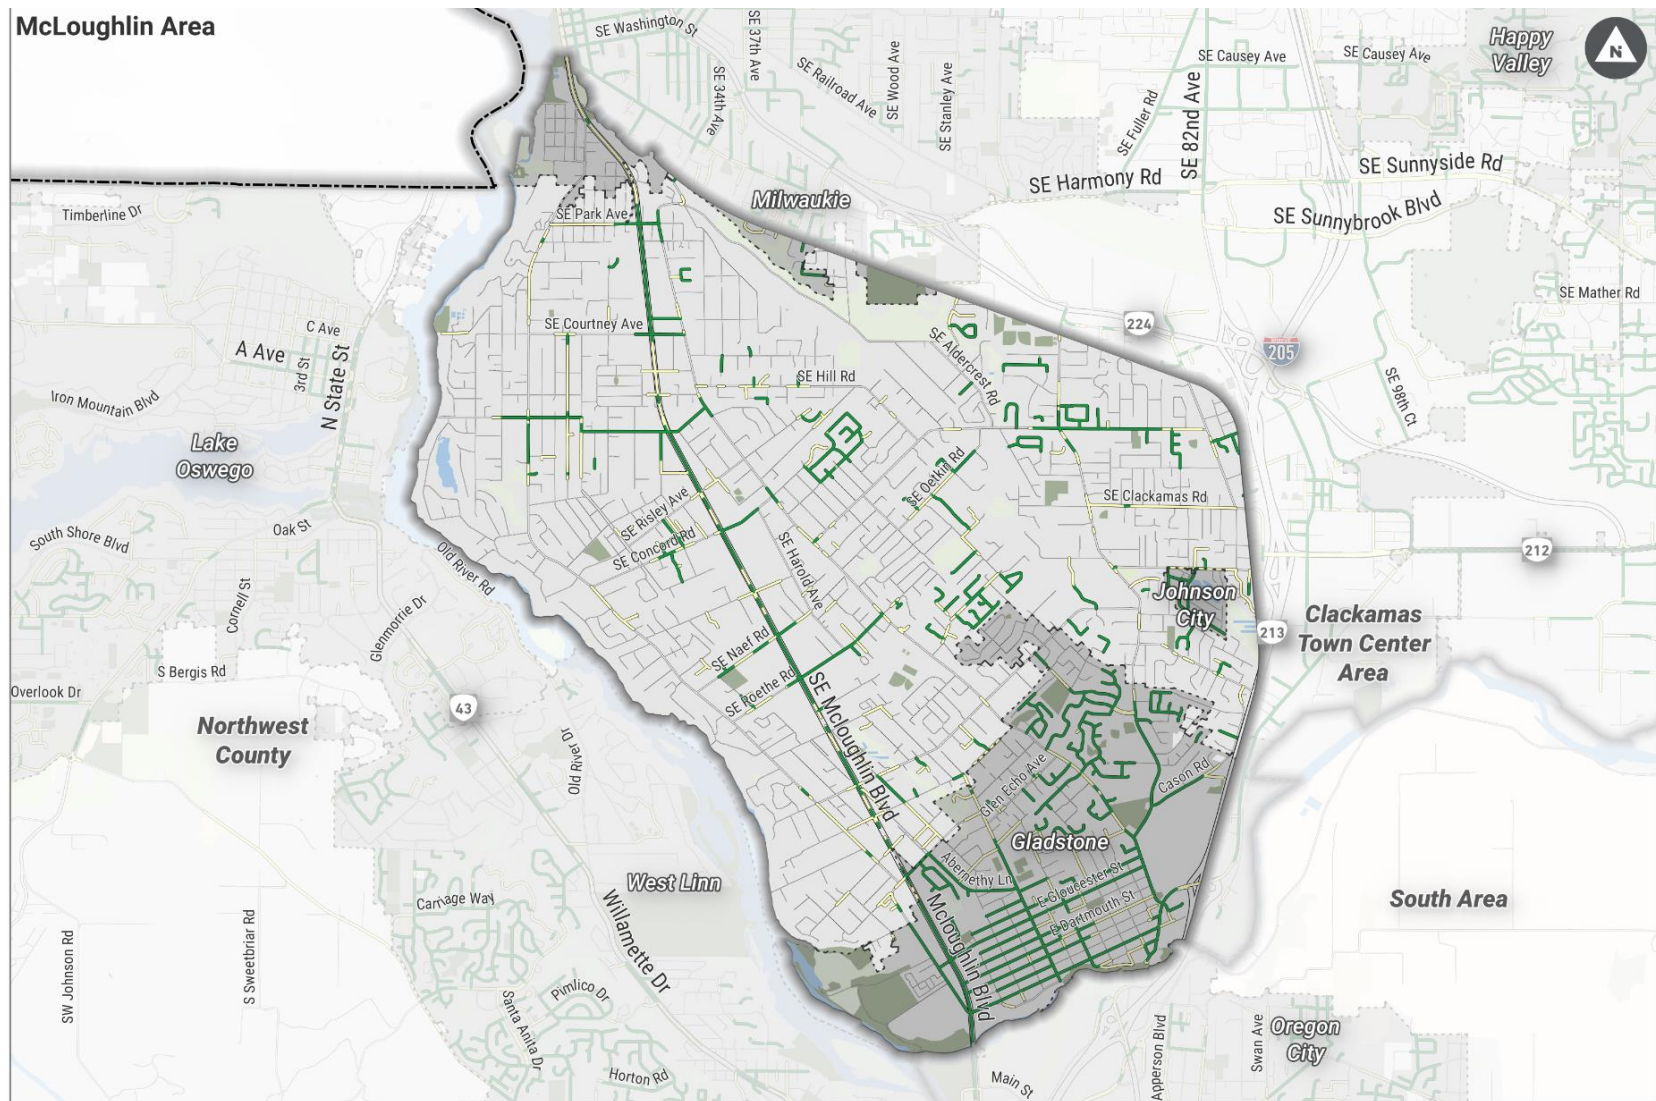 McLoughlin Area
N
SE Washington St
SE 37th Ave
SE 34th Ave
SE Railroad Ave
SE Wood Ave
SE Stanley Ave
SE Causey Ave
SE Causey Ave
Happy
Valley
SE Fuller Rd
SE 82nd Ave
SE Harmony Rd
SE Sunnyside Rd
SE Sunnybrook Blvd
Milwaukie
Timberline Dr
SE Park Ave
SE Mather Rd
C Ave
A Ave
3rd St
N State St
SE Courtney Ave
224
205
SE Aldercrest Rd
SE Hill Rd
SE 98th Ct
Iron Mountain Blvd
Lake
Oswego
SE Oetkin Rd
SE Clackamas Rd
SE Risley Ave
SE Concord Rd
SE Harold Ave
Oak St
South Shore Blvd
Old River Rd
212
Cornell St
Glenmorrie Dr
Johnson
City
213
Clackamas
Town Center
Area
SE Naef Rd
SE Roethe Rd
SE Mcloughlin Blvd
S Bergis Rd
Overlook Dr
43
Northwest
County
Old River Dr
Glen Echo Ave
Cason Rd
Gladstone
Abernethy Ln
E Gloucester St
E Dartmouth St
Mcloughlin Blvd
West Linn
Carriage Way
Willamette Dr
South Area
SW Johnson Rd
S Sweetbriar Rd
Pimlico Dr
Santa Anita Dr
Horton Rd
Main St
Apperson Blvd
Swan Ave
Oregon
City